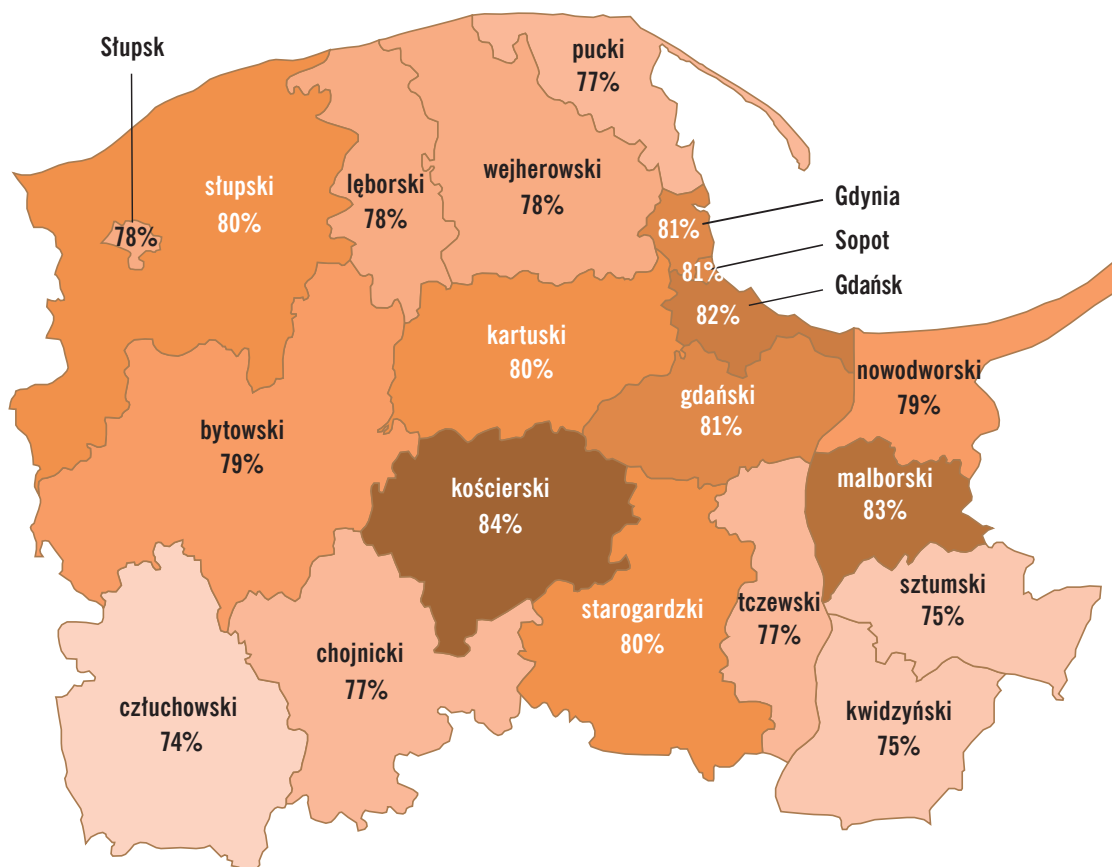 Słupsk
pucki
77%
wejherowski
78%
lęborski
78%
słupski
80%
78%
Gdynia
81%
Sopot
81%
Gdańsk
82%
kartuski
80%
gdański
81%
nowodworski
79%
bytowski
79%
kościerski
84%
malborski
83%
sztumski
75%
starogardzki
80%
tczewski
77%
chojnicki
77%
człuchowski
74%
kwidzyński
75%